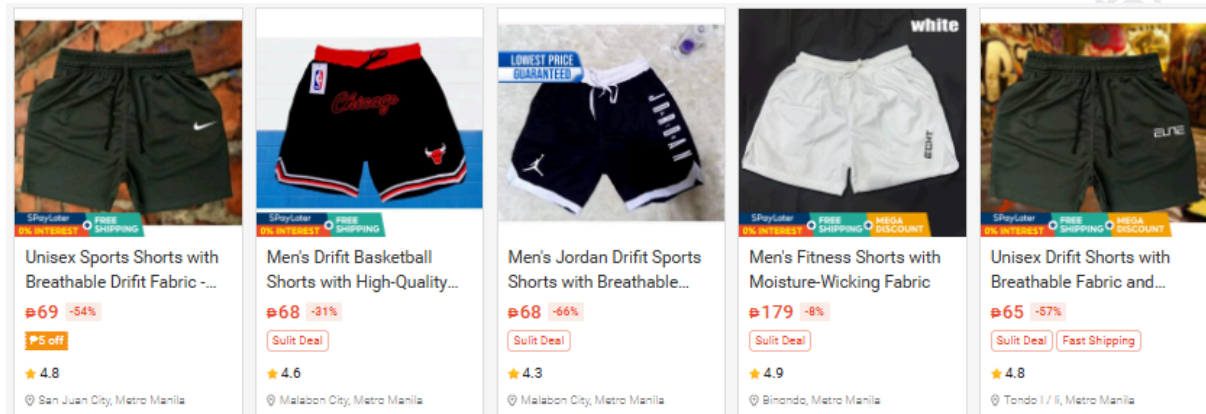 SPayLater
0% INTEREST
FREE
SHIPPING
Unisex Sports Shorts with
Breathable Drifit Fabric -...
₱69 -54%
₱5 off
4.8
San Juan City, Metro Manila
Chicago
SPayLater
0% INTEREST
FREE
SHIPPING
Men's Drifit Basketball
Shorts with High-Quality...
₱68 -31%
Sulit Deal
4.6
Malabon City, Metro Manila
LOWEST PRICE
GUARANTEED
JORDAN
Men's Jordan Drifit Sports
Shorts with Breathable...
₱68 -66%
Sulit Deal
4.3
Malabon City, Metro Manila
white
ECHT
SPayLater
0% INTEREST
FREE
SHIPPING
MEGA
DISCOUNT
Men's Fitness Shorts with
Moisture-Wicking Fabric
₱179 -8%
Sulit Deal
4.9
Binondo, Metro Manila
ELITE
SPayLater
0% INTEREST
FREE
SHIPPING
MEGA
DISCOUNT
Unisex Drifit Shorts with
Breathable Fabric and...
₱65 -57%
Sulit Deal Fast Shipping
4.8
Tondo I / Ii, Metro Manila